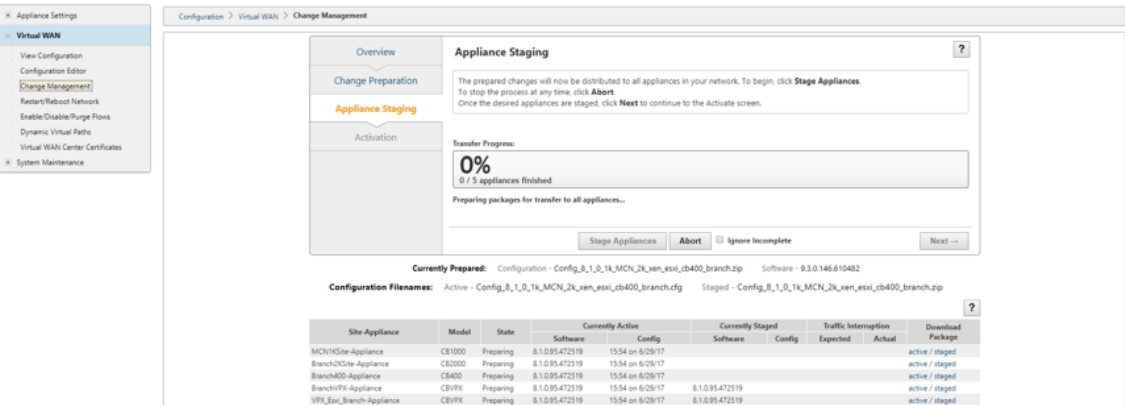 Appliance Settings
Virtual WAN
View Configuration
Configuration Editor
Change Management
Restart/Reboot Network
Enable/Disable/Purge Flows
Dynamic Virtual Paths
Virtual WAN Center Certificates
System Maintenance
Configuration > Virtual WAN > Change Management
Overview
Change Preparation
Appliance Staging
Activation
Appliance Staging ?
The prepared changes will now be distributed to all appliances in your network. To begin, click Stage Appliances.
To stop the process at any time, click Abort.
Once the desired appliances are staged, click Next to continue to the Activate screen.
Transfer Progress:
0%
0 / 5 appliances finished
Preparing packages for transfer to all appliances...
Stage Appliances Abort Ignore Incomplete Next →
Currently Prepared: Configuration - Config_8_1_0_1k_MCN_2k_xen_esxi_cb400_branch.zip Software - 9.3.0.146.610482
Configuration Filenames: Active - Config_8_1_0_1k_MCN_2k_xen_esxi_cb400_branch.cfg Staged - Config_8_1_0_1k_MCN_2k_xen_esxi_cb400_branch.zip
?
Site-Appliance Model State Currently Active Currently Staged Traffic Interruption Download Package
Software Config Software Config Expected Actual
MCN1KSite-Appliance CB1000 Preparing 8.1.0.95.472519 15:54 on 6/29/17 active / staged
Branch2KSite-Appliance CB2000 Preparing 8.1.0.95.472519 15:54 on 6/29/17 active / staged
Branch400-Appliance CB400 Preparing 8.1.0.95.472519 15:54 on 6/29/17 active / staged
BranchVPX-Appliance CBVPX Preparing 8.1.0.95.472519 15:54 on 6/29/17 8.1.0.95.472519 active / staged
VPX_Esxi_Branch-Appliance CBVPX Preparing 8.1.0.95.472519 15:54 on 6/29/17 8.1.0.95.472519 active / staged